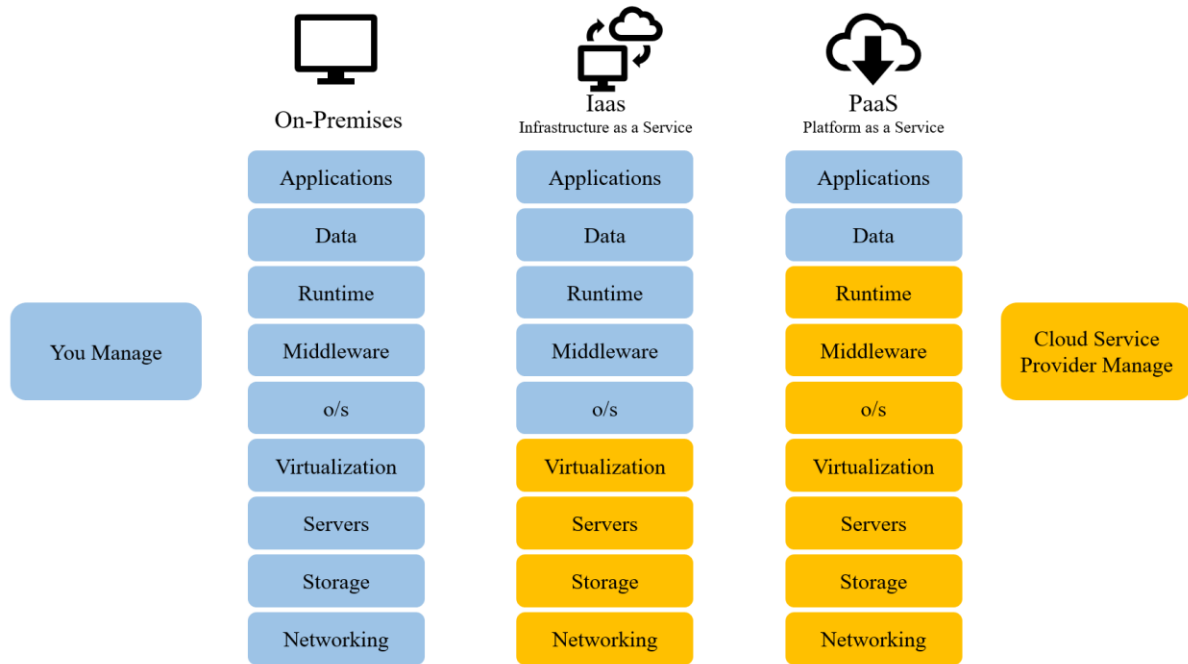 On-Premises
Iaas
Infrastructure as a Service
PaaS
Platform as a Service
Applications
Applications
Applications
Data
Data
Data
Runtime
Runtime
Runtime
You Manage
Middleware
Middleware
Middleware
Cloud Service
Provider Manage
o/s
o/s
o/s
Virtualization
Virtualization
Virtualization
Servers
Servers
Servers
Storage
Storage
Storage
Networking
Networking
Networking